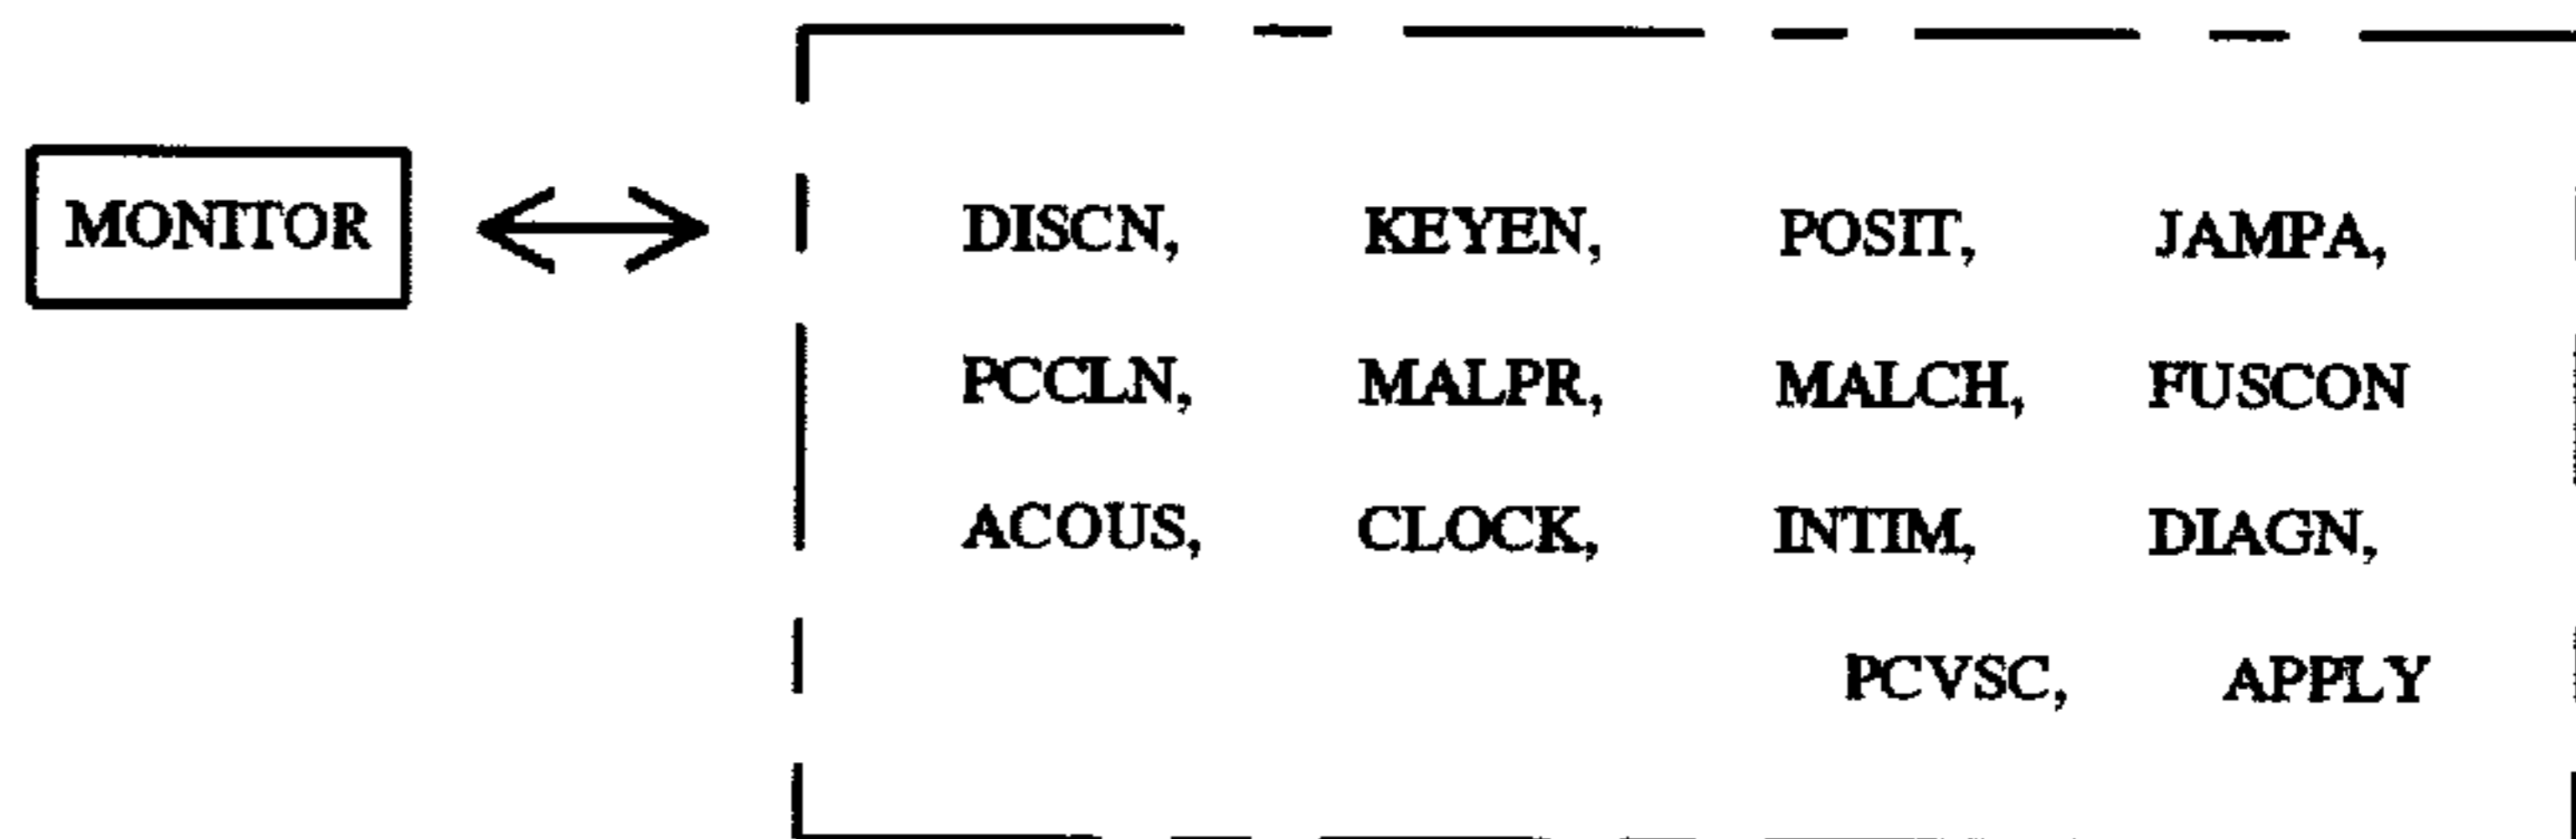 MONITOR
DISCN, KEYEN, POSIT, JAMPA,
PCCLN, MALPR, MALCH, FUSCON
ACOUS, CLOCK, INTIM, DIAGN,
PCVSC, APPLY